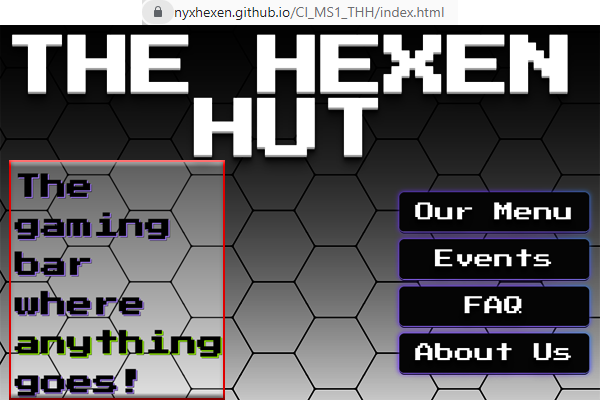 nyxhexen.github.io/CI_MS1_THH/index.html
THE HEXEN
HUT
The
gaming
bar
where
anything
goes!
Our Menu
Events
FAQ
About Us